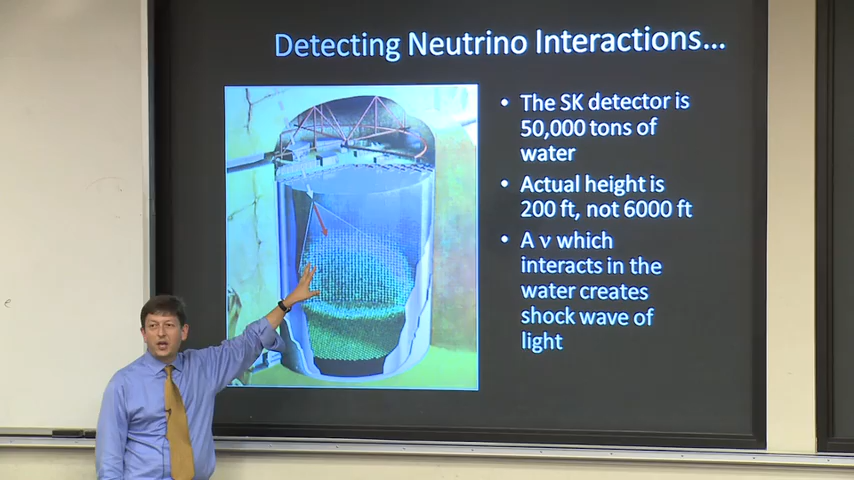 Detecting Neutrino Interactions...
• The SK detector is
50,000 tons of
water
• Actual height is
200 ft, not 6000 ft
• A ν which
interacts in the
water creates
shock wave of
light